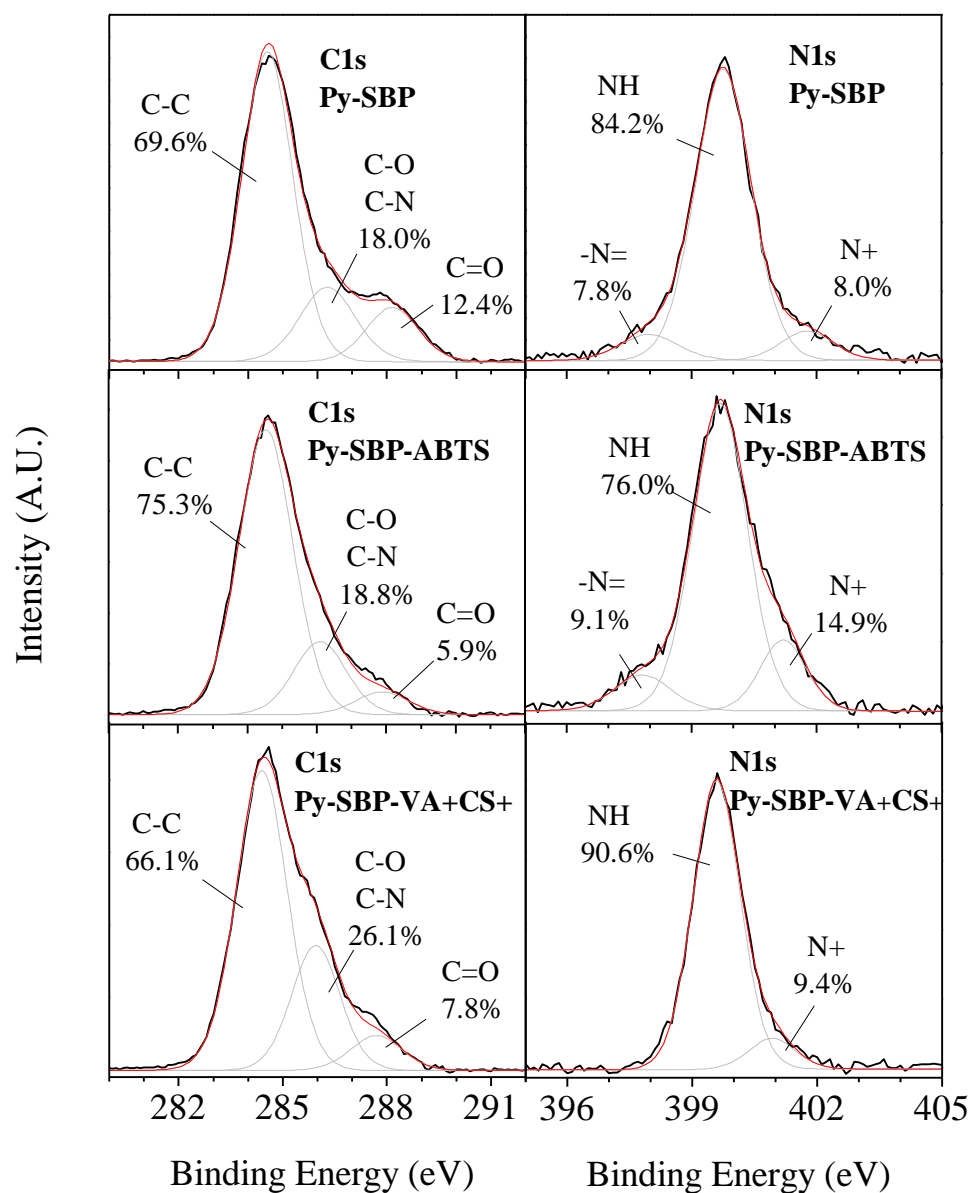 C1s
Py-SBP
C-C
69.6%
C-O
C-N
18.0%
C=O
12.4%
N1s
Py-SBP
NH
84.2%
-N=
7.8%
N+
8.0%
C1s
Py-SBP-ABTS
C-C
75.3%
C-O
C-N
18.8%
C=O
5.9%
N1s
Py-SBP-ABTS
NH
76.0%
-N=
9.1%
N+
14.9%
C1s
Py-SBP-VA+CS+
C-C
66.1%
C-O
C-N
26.1%
C=O
7.8%
N1s
Py-SBP-VA+CS+
NH
90.6%
N+
9.4%
Intensity (A.U.)
282 285 288 291
396 399 402 405
Binding Energy (eV)
Binding Energy (eV)